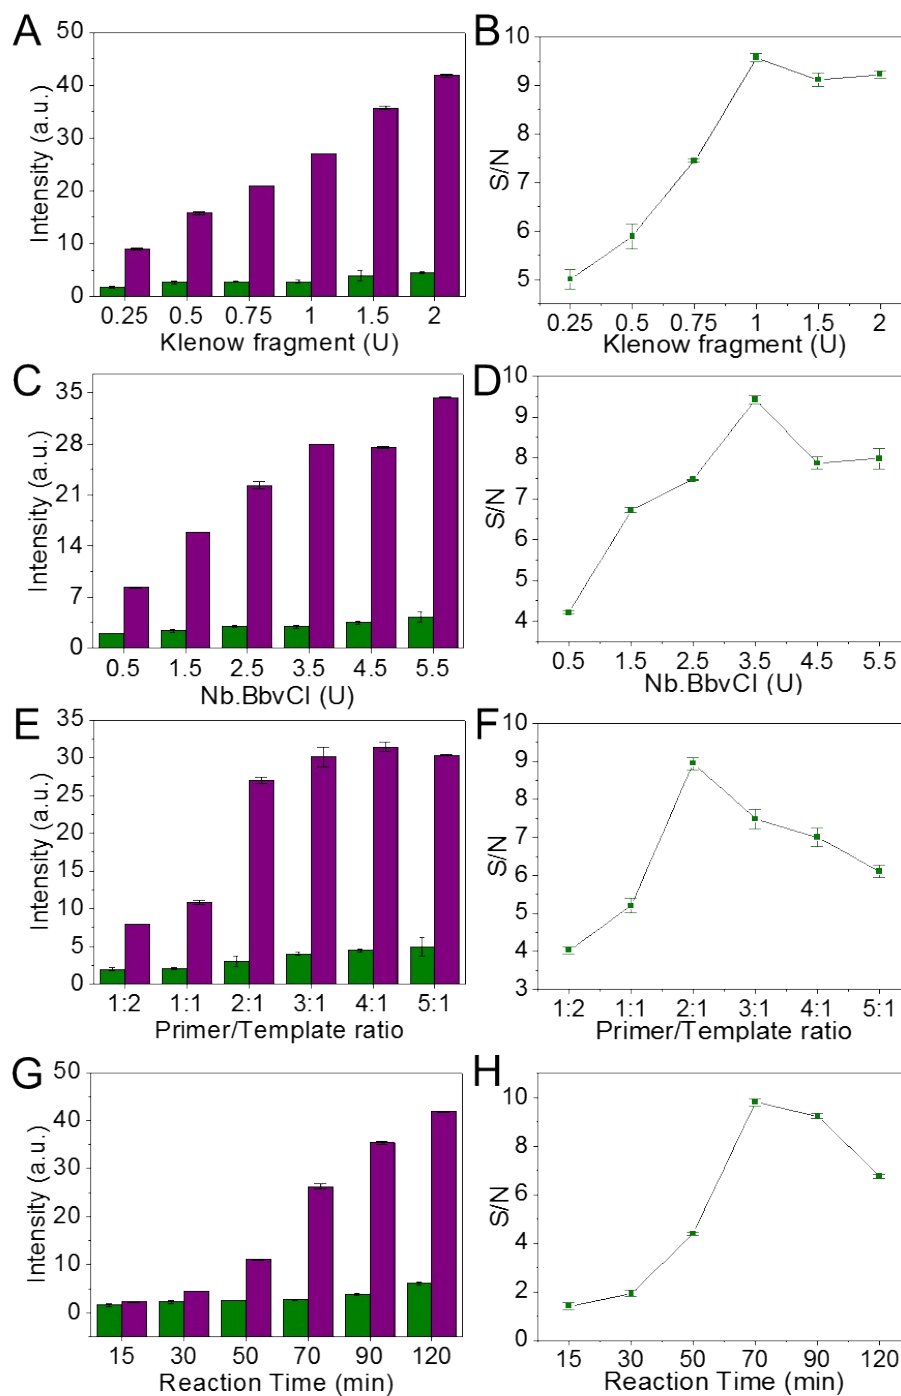 A
50
40
30
20
10
0
Intensity (a.u.)
0.25 0.5 0.75 1 1.5 2
Klenow fragment (U)
B
10
9
8
7
6
5
S/N
0.25 0.5 0.75 1 1.5 2
Klenow fragment (U)
C
35
28
21
14
7
0
Intensity (a.u.)
0.5 1.5 2.5 3.5 4.5 5.5
Nb.BbvCI (U)
D
10
9
8
7
6
5
4
S/N
0.5 1.5 2.5 3.5 4.5 5.5
Nb.BbvCI (U)
E
35
30
25
20
15
10
5
0
Intensity (a.u.)
1:2 1:1 2:1 3:1 4:1 5:1
Primer/Template ratio
F
10
9
8
7
6
5
4
3
S/N
1:2 1:1 2:1 3:1 4:1 5:1
Primer/Template ratio
G
50
40
30
20
10
0
Intensity (a.u.)
15 30 50 70 90 120
Reaction Time (min)
H
10
8
6
4
2
0
S/N
15 30 50 70 90 120
Reaction Time (min)